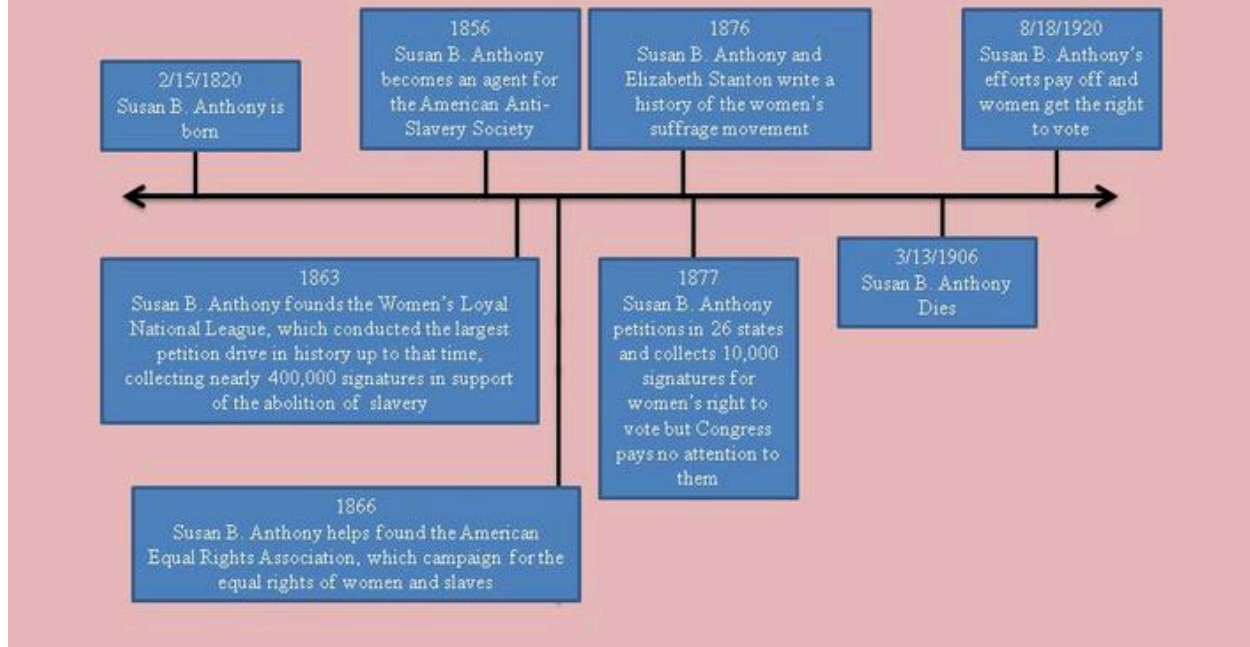 2/15/1820
Susan B. Anthony is
born
1856
Susan B. Anthony
becomes an agent for
the American Anti-
Slavery Society
1876
Susan B. Anthony and
Elizabeth Stanton write a
history of the women's
suffrage movement
8/18/1920
Susan B. Anthony's
efforts pay off and
women get the right
to vote
1863
Susan B. Anthony founds the Women's Loyal
National League, which conducted the largest
petition drive in history up to that time,
collecting nearly 400,000 signatures in support
of the abolition of slavery
1877
Susan B. Anthony
petitions in 26 states
and collects 10,000
signatures for
women's right to
vote but Congress
pays no attention to
them
3/13/1906
Susan B. Anthony
Dies
1866
Susan B. Anthony helps found the American
Equal Rights Association, which campaign for the
equal rights of women and slaves